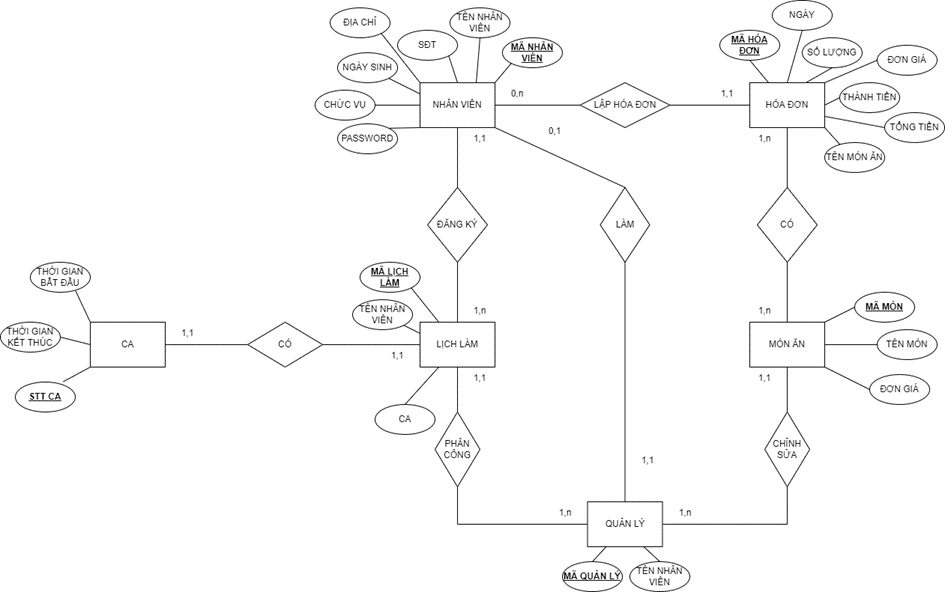 ĐỊA CHỈ
TÊN NHÂN
VIÊN
SĐT
MÃ NHÂN
VIÊN
NGÀY SINH
CHỨC VỤ
PASSWORD
NHÂN VIÊN
0,n
LẬP HÓA ĐƠN
1,1
NGÀY
MÃ HÓA
ĐƠN
SỐ LƯỢNG
ĐƠN GIÁ
HÓA ĐƠN
THÀNH TIỀN
TỔNG TIỀN
TÊN MÓN ĂN
1,1
0,1
1,n
ĐĂNG KÝ
LÀM
CÓ
THỜI GIAN
BẮT ĐẦU
THỜI GIAN
KẾT THÚC
STT CA
CA
1,1
CÓ
1,1
MÃ LỊCH
LÀM
TÊN NHÂN
VIÊN
1,n
LỊCH LÀM
1,1
CA
1,n
MÃ MÓN
MÓN ĂN
TÊN MÓN
1,1
ĐƠN GIÁ
PHÂN
CÔNG
1,1
CHỈNH
SỬA
1,n
QUẢN LÝ
1,n
MÃ QUẢN LÝ
TÊN NHÂN
VIÊN